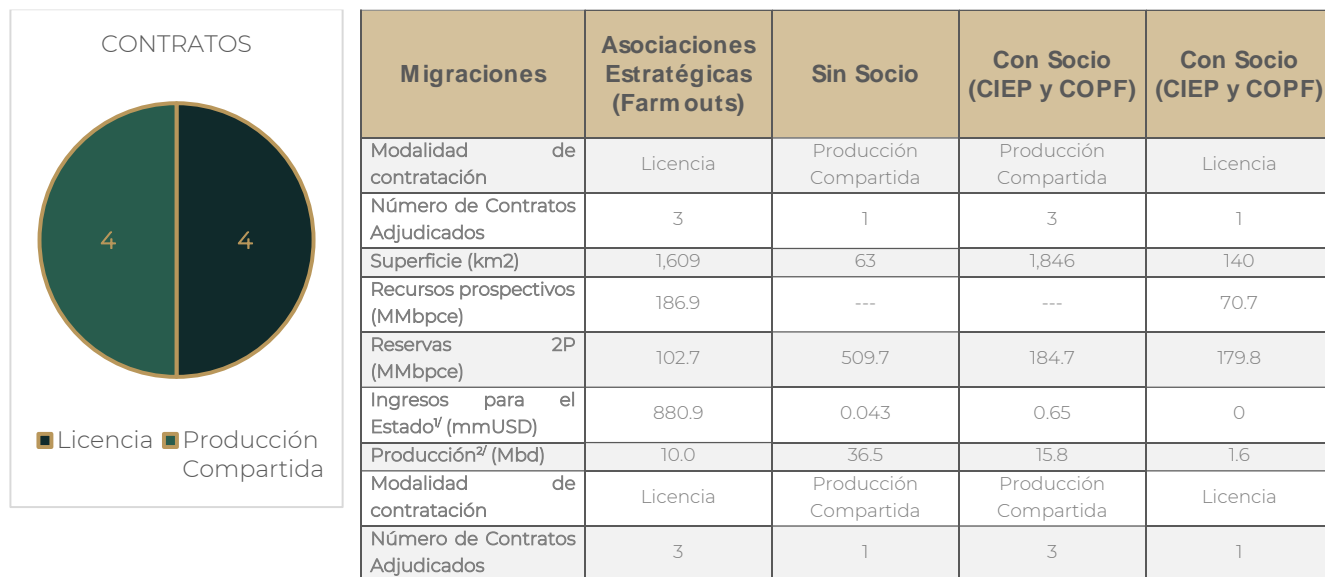 CONTRATOS
4
4
Licencia Producción
Compartida
Migraciones
Asociaciones
Estratégicas
(Farm outs)
Sin Socio
Con Socio
(CIEP y COPF)
Con Socio
(CIEP y COPF)
Modalidad de
contratación
Licencia
Producción
Compartida
Producción
Compartida
Licencia
Número de Contratos
Adjudicados
3
1
3
1
Superficie (km2)
1,609
63
1,846
140
Recursos prospectivos
(MMbpce)
186.9
---
---
70.7
Reservas 2P
(MMbpce)
102.7
509.7
184.7
179.8
Ingresos para el
Estado1/ (mmUSD)
880.9
0.043
0.65
0
Producción2/ (Mbd)
10.0
36.5
15.8
1.6
Modalidad de
contratación
Licencia
Producción
Compartida
Producción
Compartida
Licencia
Número de Contratos
Adjudicados
3
1
3
1